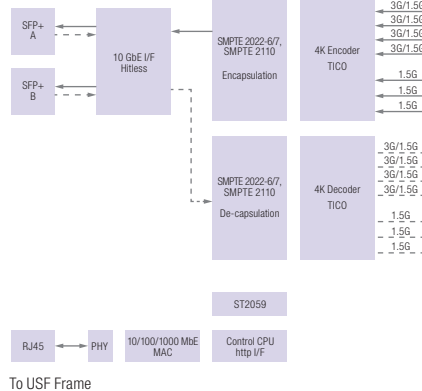 SFP+
A
SFP+
B
10 GbE I/F
Hitless
SMPTE 2022-6/7,
SMPTE 2110
Encapsulation
4K Encoder
TICO
3G/1.5G
3G/1.5G
3G/1.5G
3G/1.5G
1.5G
1.5G
1.5G
SMPTE 2022-6/7,
SMPTE 2110
De-capsulation
4K Decoder
TICO
3G/1.5G
3G/1.5G
3G/1.5G
3G/1.5G
1.5G
1.5G
1.5G
ST2059
RJ45
PHY
10/100/1000 MbE
MAC
Control CPU
http I/F
To USF Frame